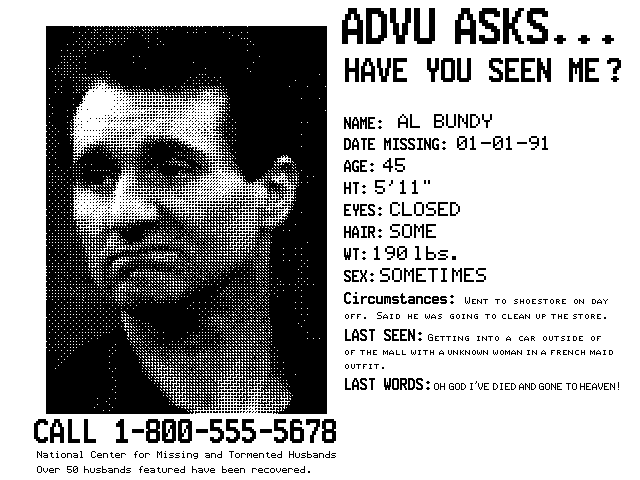 ADVU ASKS...
HAVE YOU SEEN ME?
NAME: AL BUNDY
DATE MISSING: 01-01-91
AGE: 45
HT: 5'11"
EYES: CLOSED
HAIR: SOME
WT: 190 lbs.
SEX: SOMETIMES
Circumstances: WENT TO SHOESTORE ON DAY
OFF. SAID HE WAS GOING TO CLEAN UP THE STORE.
LAST SEEN: GETTING INTO A CAR OUTSIDE OF
OF THE MALL WITH A UNKNOWN WOMAN IN A FRENCH MAID
OUTFIT.
LAST WORDS: OH GOD I'VE DIED AND GONE TO HEAVEN!
CALL 1-800-555-5678
National Center for Missing and Tormented Husbands
Over 50 husbands featured have been recovered.